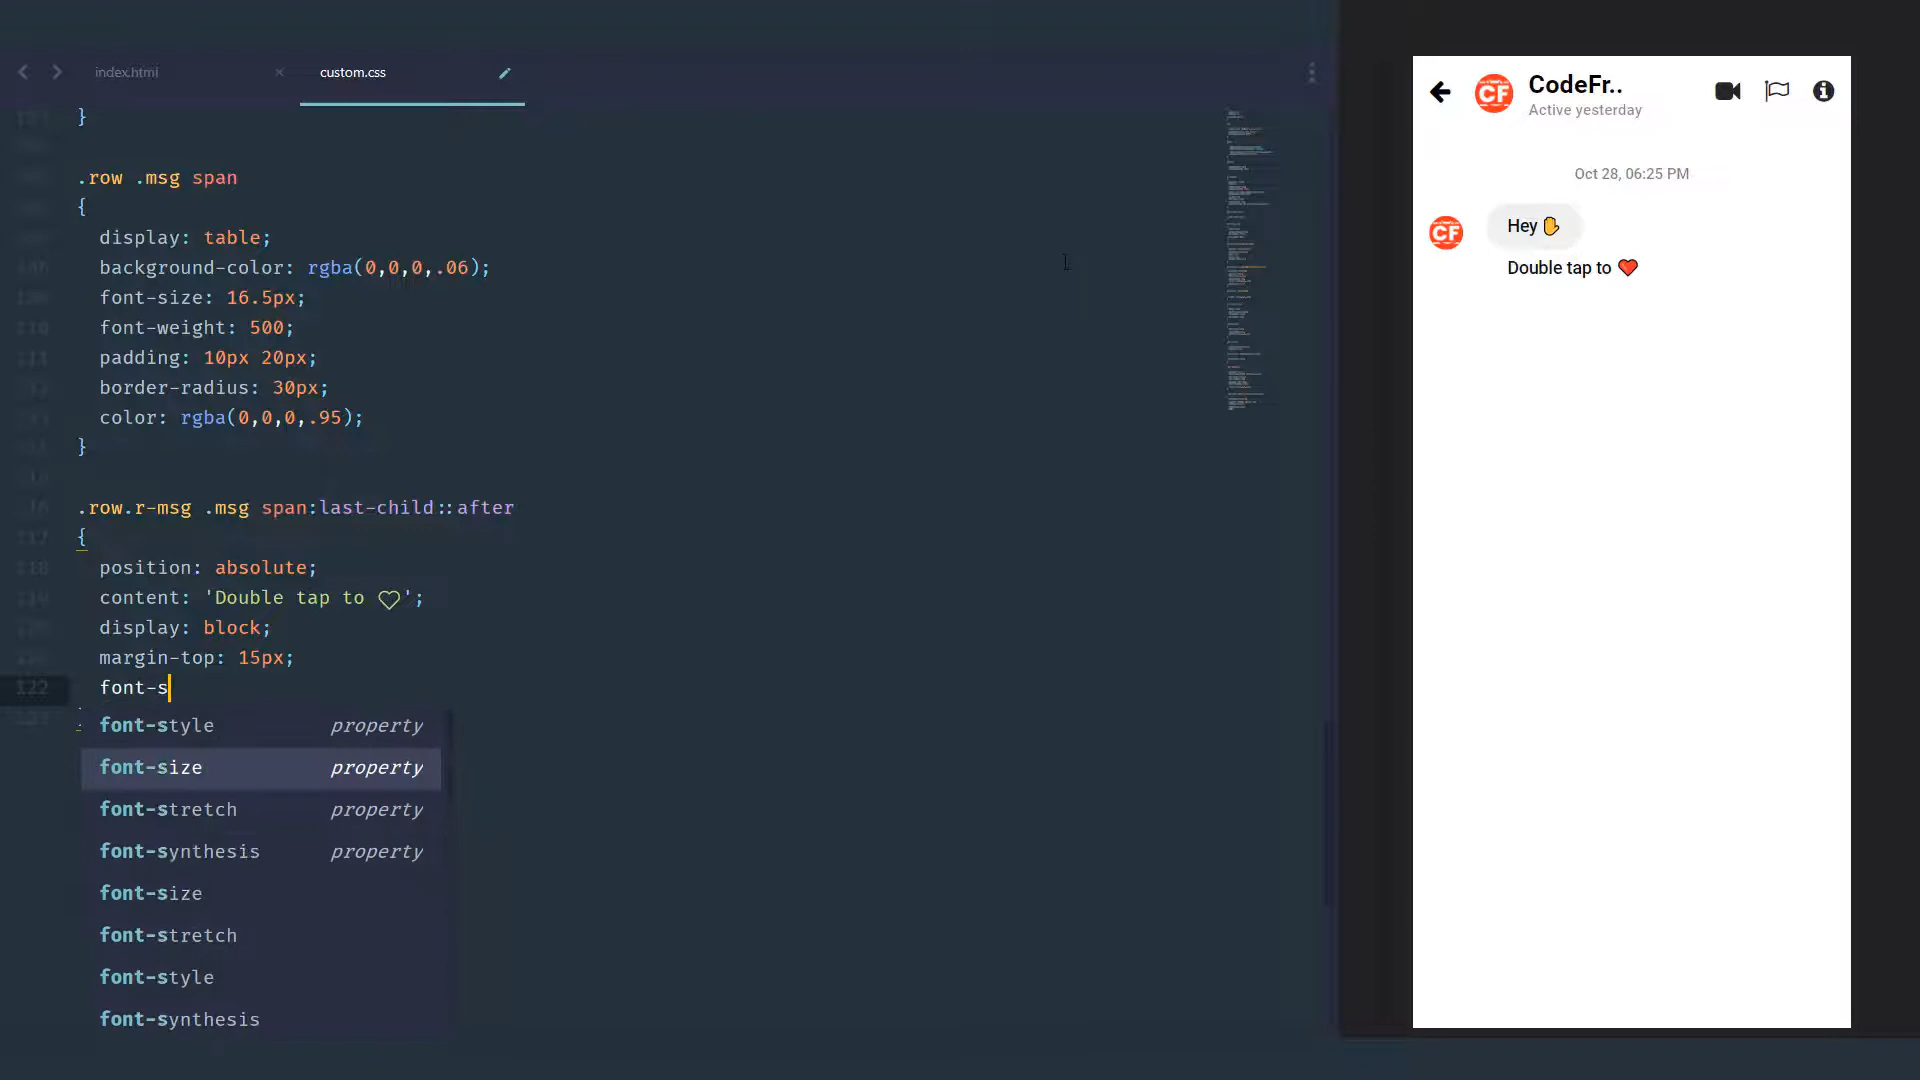 index.html
custom.css
}
.row .msg span
{
display: table;
background-color: rgba(0,0,0,.06);
font-size: 16.5px;
font-weight: 500;
padding: 10px 20px;
border-radius: 30px;
color: rgba(0,0,0,.95);
}
.row.r-msg .msg span:last-child::after
{
position: absolute;
content: 'Double tap to ♡';
display: block;
margin-top: 15px;
122 font-s
font-style property
font-size property
font-stretch property
font-synthesis property
font-size
font-stretch
font-style
font-synthesis
CF
CodeFr..
Active yesterday
Oct 28, 06:25 PM
CF
Hey ✋
Double tap to ❤️